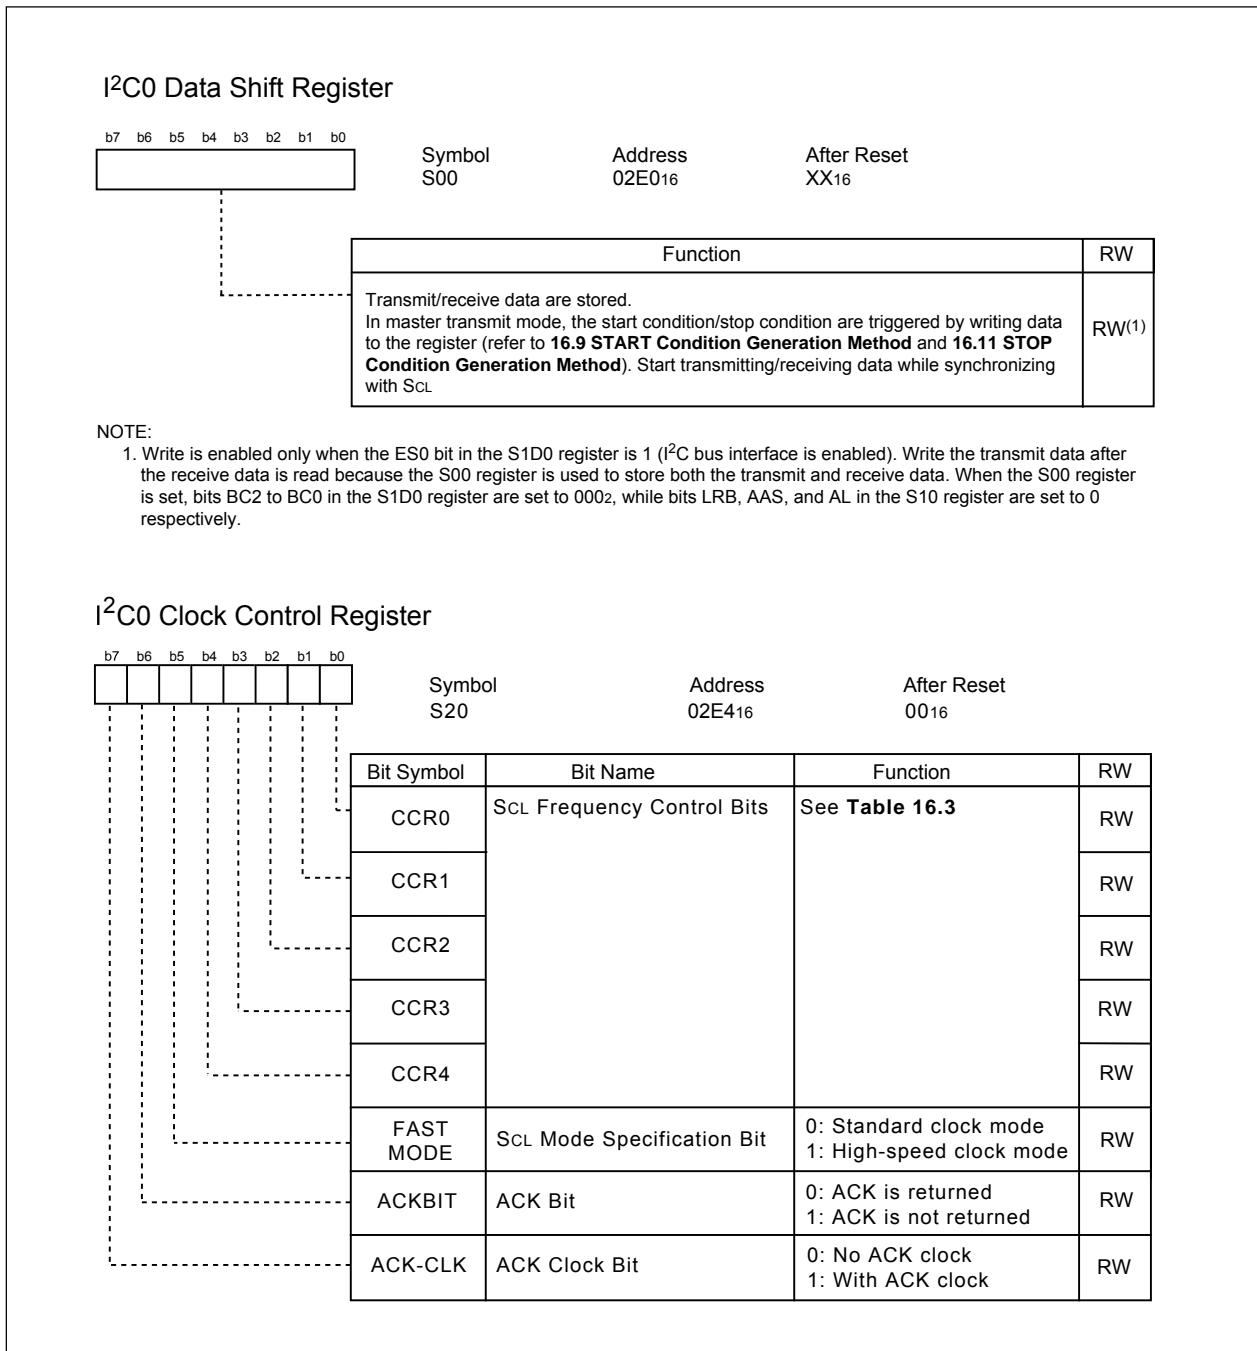 I²C0 Data Shift Register
b7 b6 b5 b4 b3 b2 b1 b0
Symbol Address After Reset
S00 02E016 XX16
Function RW
Transmit/receive data are stored.
In master transmit mode, the start condition/stop condition are triggered by writing data
to the register (refer to 16.9 START Condition Generation Method and 16.11 STOP
Condition Generation Method). Start transmitting/receiving data while synchronizing
with SCL
RW(1)
NOTE:
1. Write is enabled only when the ES0 bit in the S1D0 register is 1 (I²C bus interface is enabled). Write the transmit data after
the receive data is read because the S00 register is used to store both the transmit and receive data. When the S00 register
is set, bits BC2 to BC0 in the S1D0 register are set to 0002, while bits LRB, AAS, and AL in the S10 register are set to 0
respectively.
I²C0 Clock Control Register
b7 b6 b5 b4 b3 b2 b1 b0
Symbol Address After Reset
S20 02E416 0016
Bit Symbol Bit Name Function RW
CCR0 SCL Frequency Control Bits See Table 16.3 RW
CCR1 RW
CCR2 RW
CCR3 RW
CCR4 RW
FAST
MODE
SCL Mode Specification Bit
0: Standard clock mode
1: High-speed clock mode
RW
ACKBIT ACK Bit
0: ACK is returned
1: ACK is not returned
RW
ACK-CLK ACK Clock Bit
0: No ACK clock
1: With ACK clock
RW